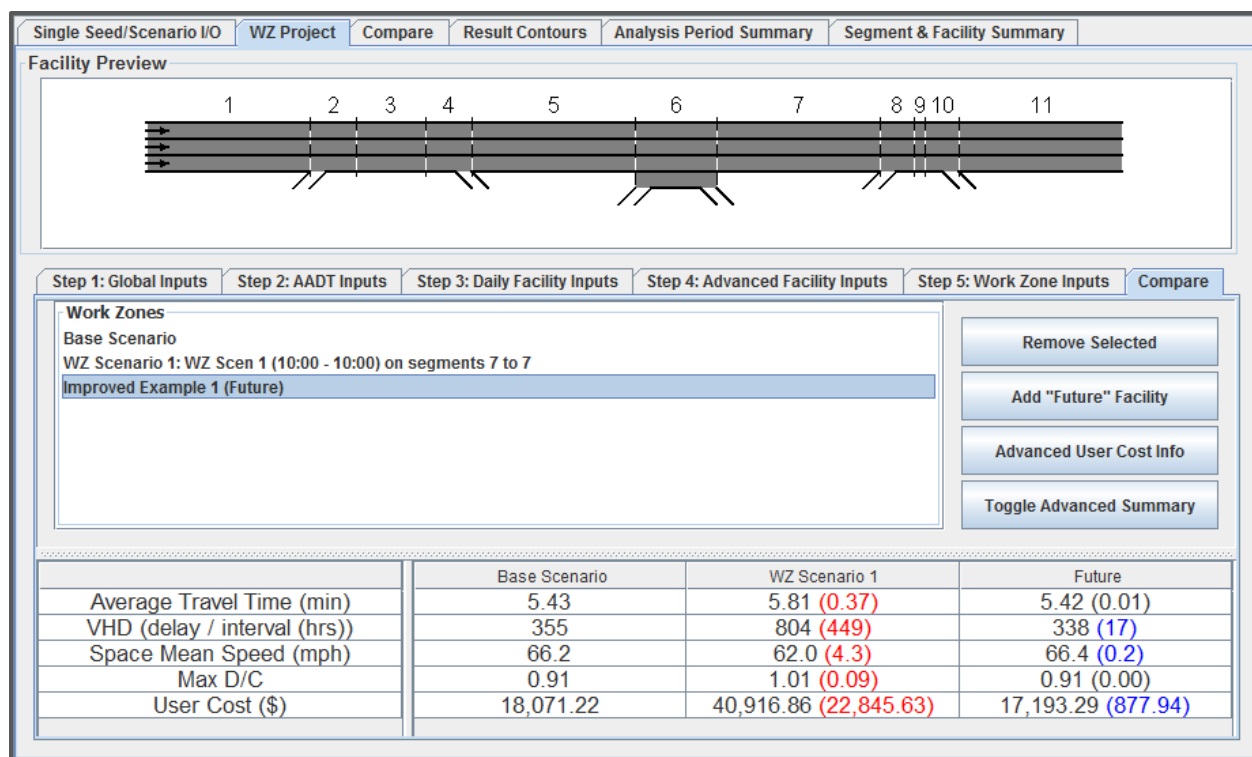 Single Seed/Scenario I/O WZ Project Compare Result Contours Analysis Period Summary Segment & Facility Summary
Facility Preview
1 2 3 4 5 6 7 8 9 10 11
Step 1: Global Inputs Step 2: AADT Inputs Step 3: Daily Facility Inputs Step 4: Advanced Facility Inputs Step 5: Work Zone Inputs Compare
Work Zones
Base Scenario
WZ Scenario 1: WZ Scen 1 (10:00 - 10:00) on segments 7 to 7
Improved Example 1 (Future)
Remove Selected
Add "Future" Facility
Advanced User Cost Info
Toggle Advanced Summary
Base Scenario WZ Scenario 1 Future
Average Travel Time (min) 5.43 5.81 (0.37) 5.42 (0.01)
VHD (delay / interval (hrs)) 355 804 (449) 338 (17)
Space Mean Speed (mph) 66.2 62.0 (4.3) 66.4 (0.2)
Max D/C 0.91 1.01 (0.09) 0.91 (0.00)
User Cost ($) 18,071.22 40,916.86 (22,845.63) 17,193.29 (877.94)